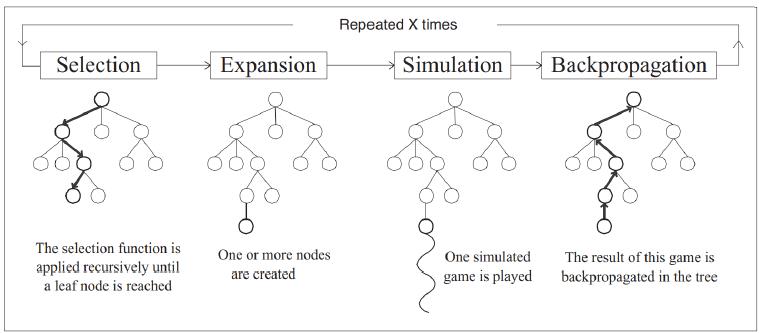 Repeated X times
Selection
Expansion
Simulation
Backpropagation
The selection function is
applied recursively until
a leaf node is reached
One or more nodes
are created
One simulated
game is played
The result of this game is
backpropagated in the tree